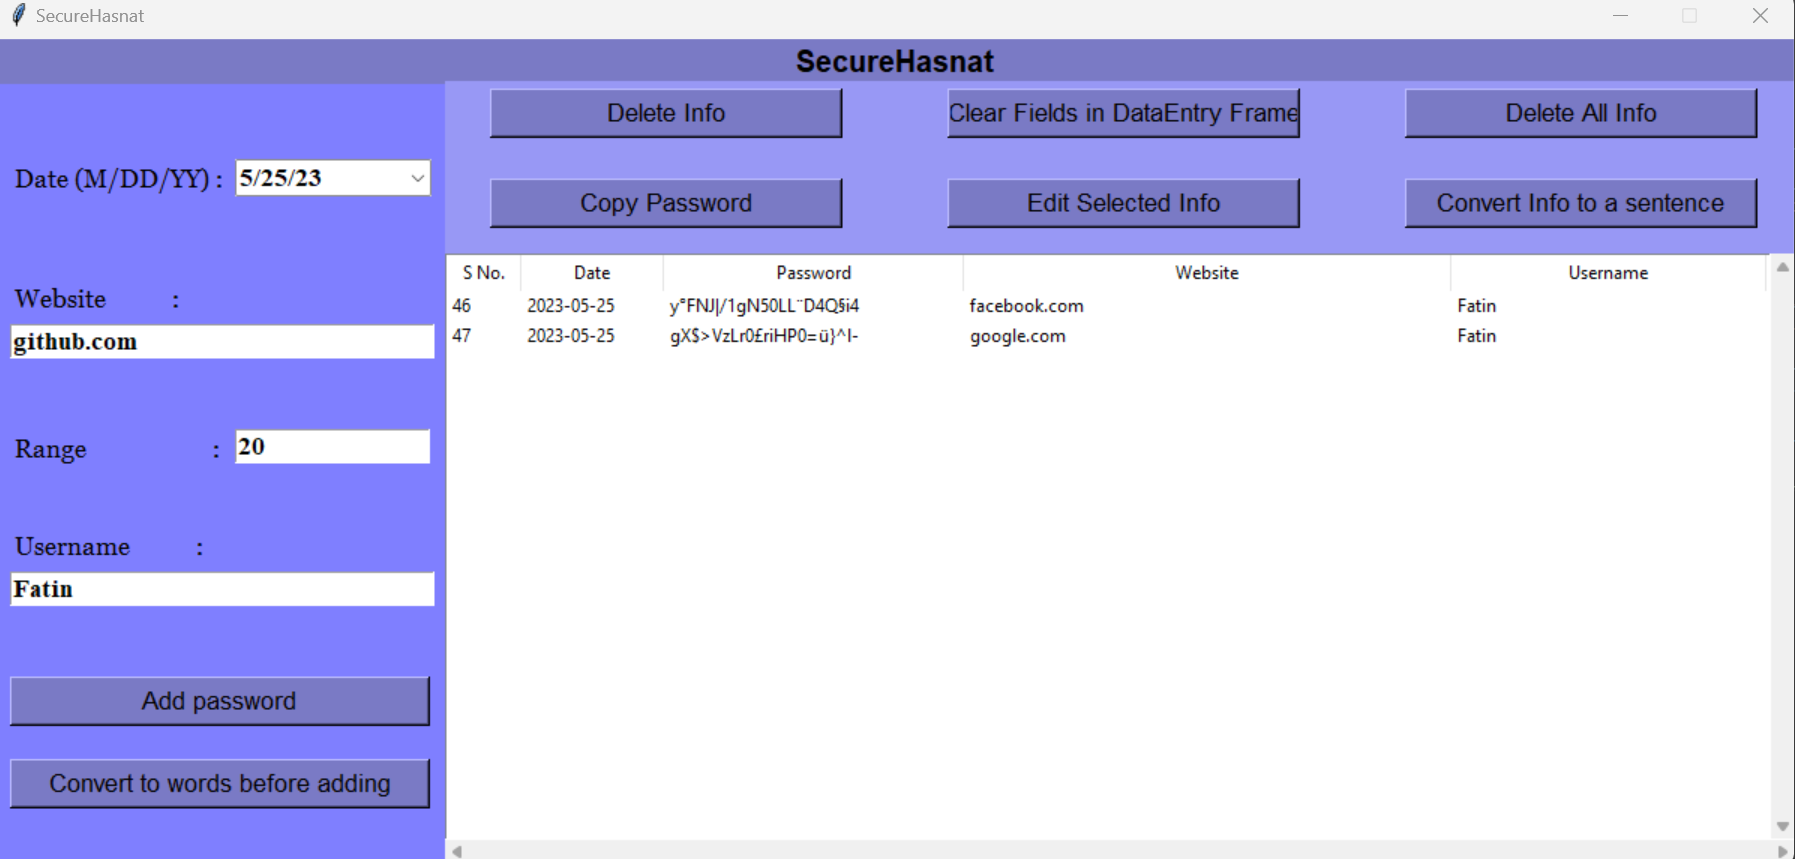 SecureHasnat
SecureHasnat
Date (M/DD/YY) : 5/25/23
Website :
github.com
Range : 20
Username :
Fatin
Add password
Convert to words before adding
Delete Info Clear Fields in DataEntry Frame Delete All Info
Copy Password Edit Selected Info Convert Info to a sentence
S No. Date Password Website Username
46 2023-05-25 y°FNJ|/1gN50LL¨D4Q§i4 facebook.com Fatin
47 2023-05-25 gX$>VzLr0£riHP0=ü}^I- google.com Fatin